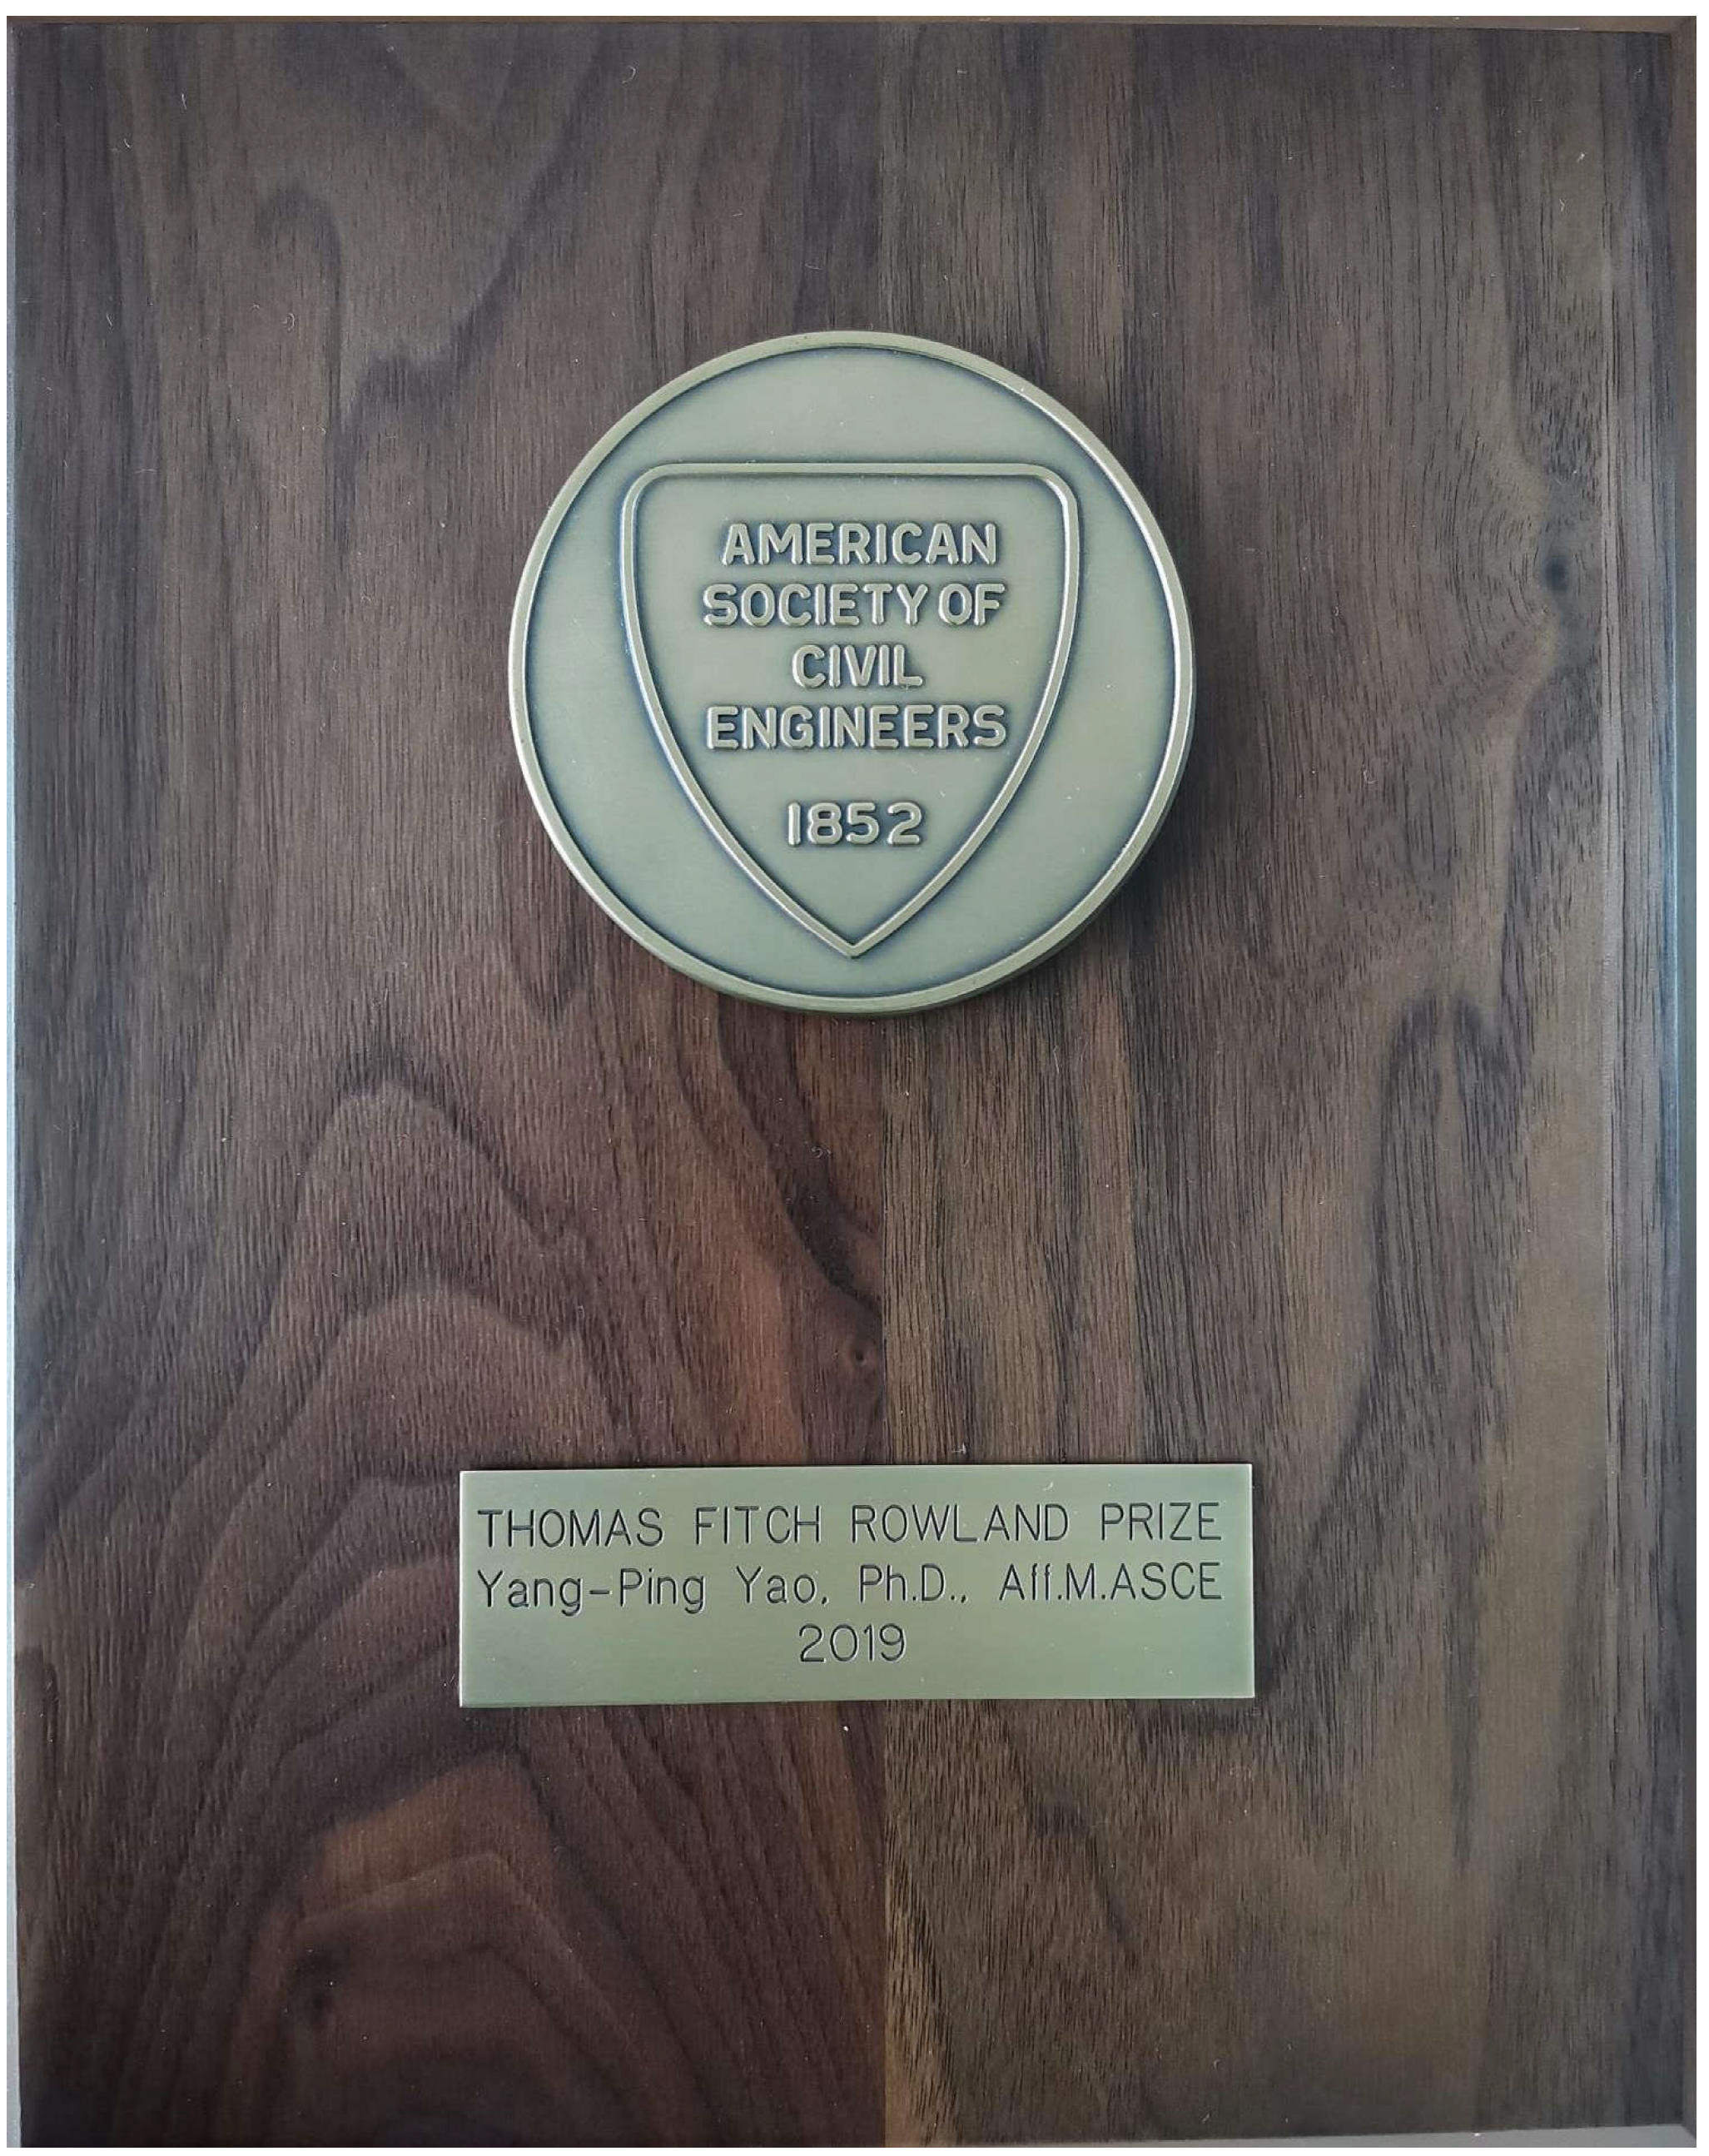 AMERICAN
SOCIETY OF
CIVIL
ENGINEERS
1852
THOMAS FITCH ROWLAND PRIZE
Yang-Ping Yao, Ph.D., Aff.M.ASCE
2019